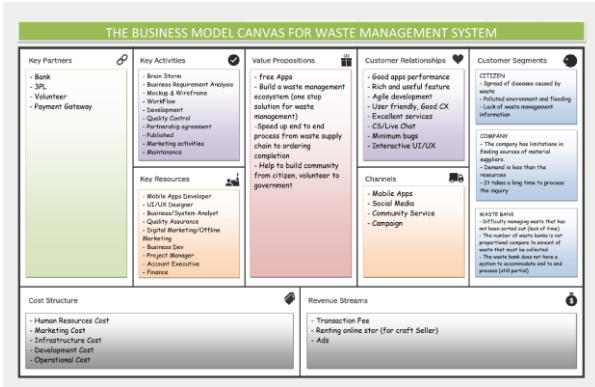 THE BUSINESS MODEL CANVAS FOR WASTE MANAGEMENT SYSTEM
Key Partners
- Bank
- 3PL
- Volunteer
- Payment Gateway
Key Activities
- Brain Storm
- Business Requirement Analysis
- Mockup & Wireframe
- WorkFlow
- Development
- Quality Control
- Partnership agreement
- Published
- Marketing activities
- Maintanance
Key Resources
- Mobile Apps Developer
- UI/UX Designer
- Business/System Analyst
- Quality Assurance
- Digital Marketing/Offline
Marketing
- Business Dev
- Project Manager
- Account Executive
- Finance
Value Propositions
- free Apps
- Build a waste management
ecosystem (one stop
solution for waste
management)
-Speed up end to end
process from waste supply
chain to ordering
completion
- Help to build community
from citizen, volunteer to
government
Customer Relationships
- Good apps performance
- Rich and useful feature
- Agile development
- User friendly, Good CX
- Excellent services
- CS/Live Chat
- Minimum bugs
- Interactive UI/UX
Channels
- Mobile Apps
- Social Media
- Community Service
- Campaign
Customer Segments
CITIZEN
- Spread of diseases caused by
waste
- Polluted environment and flooding
- Lack of waste management
information
COMPANY
- The company has limitations in
finding sources of material
suppliers.
- Demand is less than the
resources
- It takes a long time to process
the inquiry
WASTE BANK
- Difficulty managing waste that has
not been sorted out (lack of time)
- The number of waste banks is not
proportional compare to amount of
waste that must be collected
- The waste bank does not have a
system to accommodate end to end
process (still partial)
Cost Structure
- Human Resources Cost
- Marketing Cost
- Infrastructure Cost
- Development Cost
- Operational Cost
Revenue Streams
- Transaction Fee
- Renting online stor (for craft Seller)
- Ads